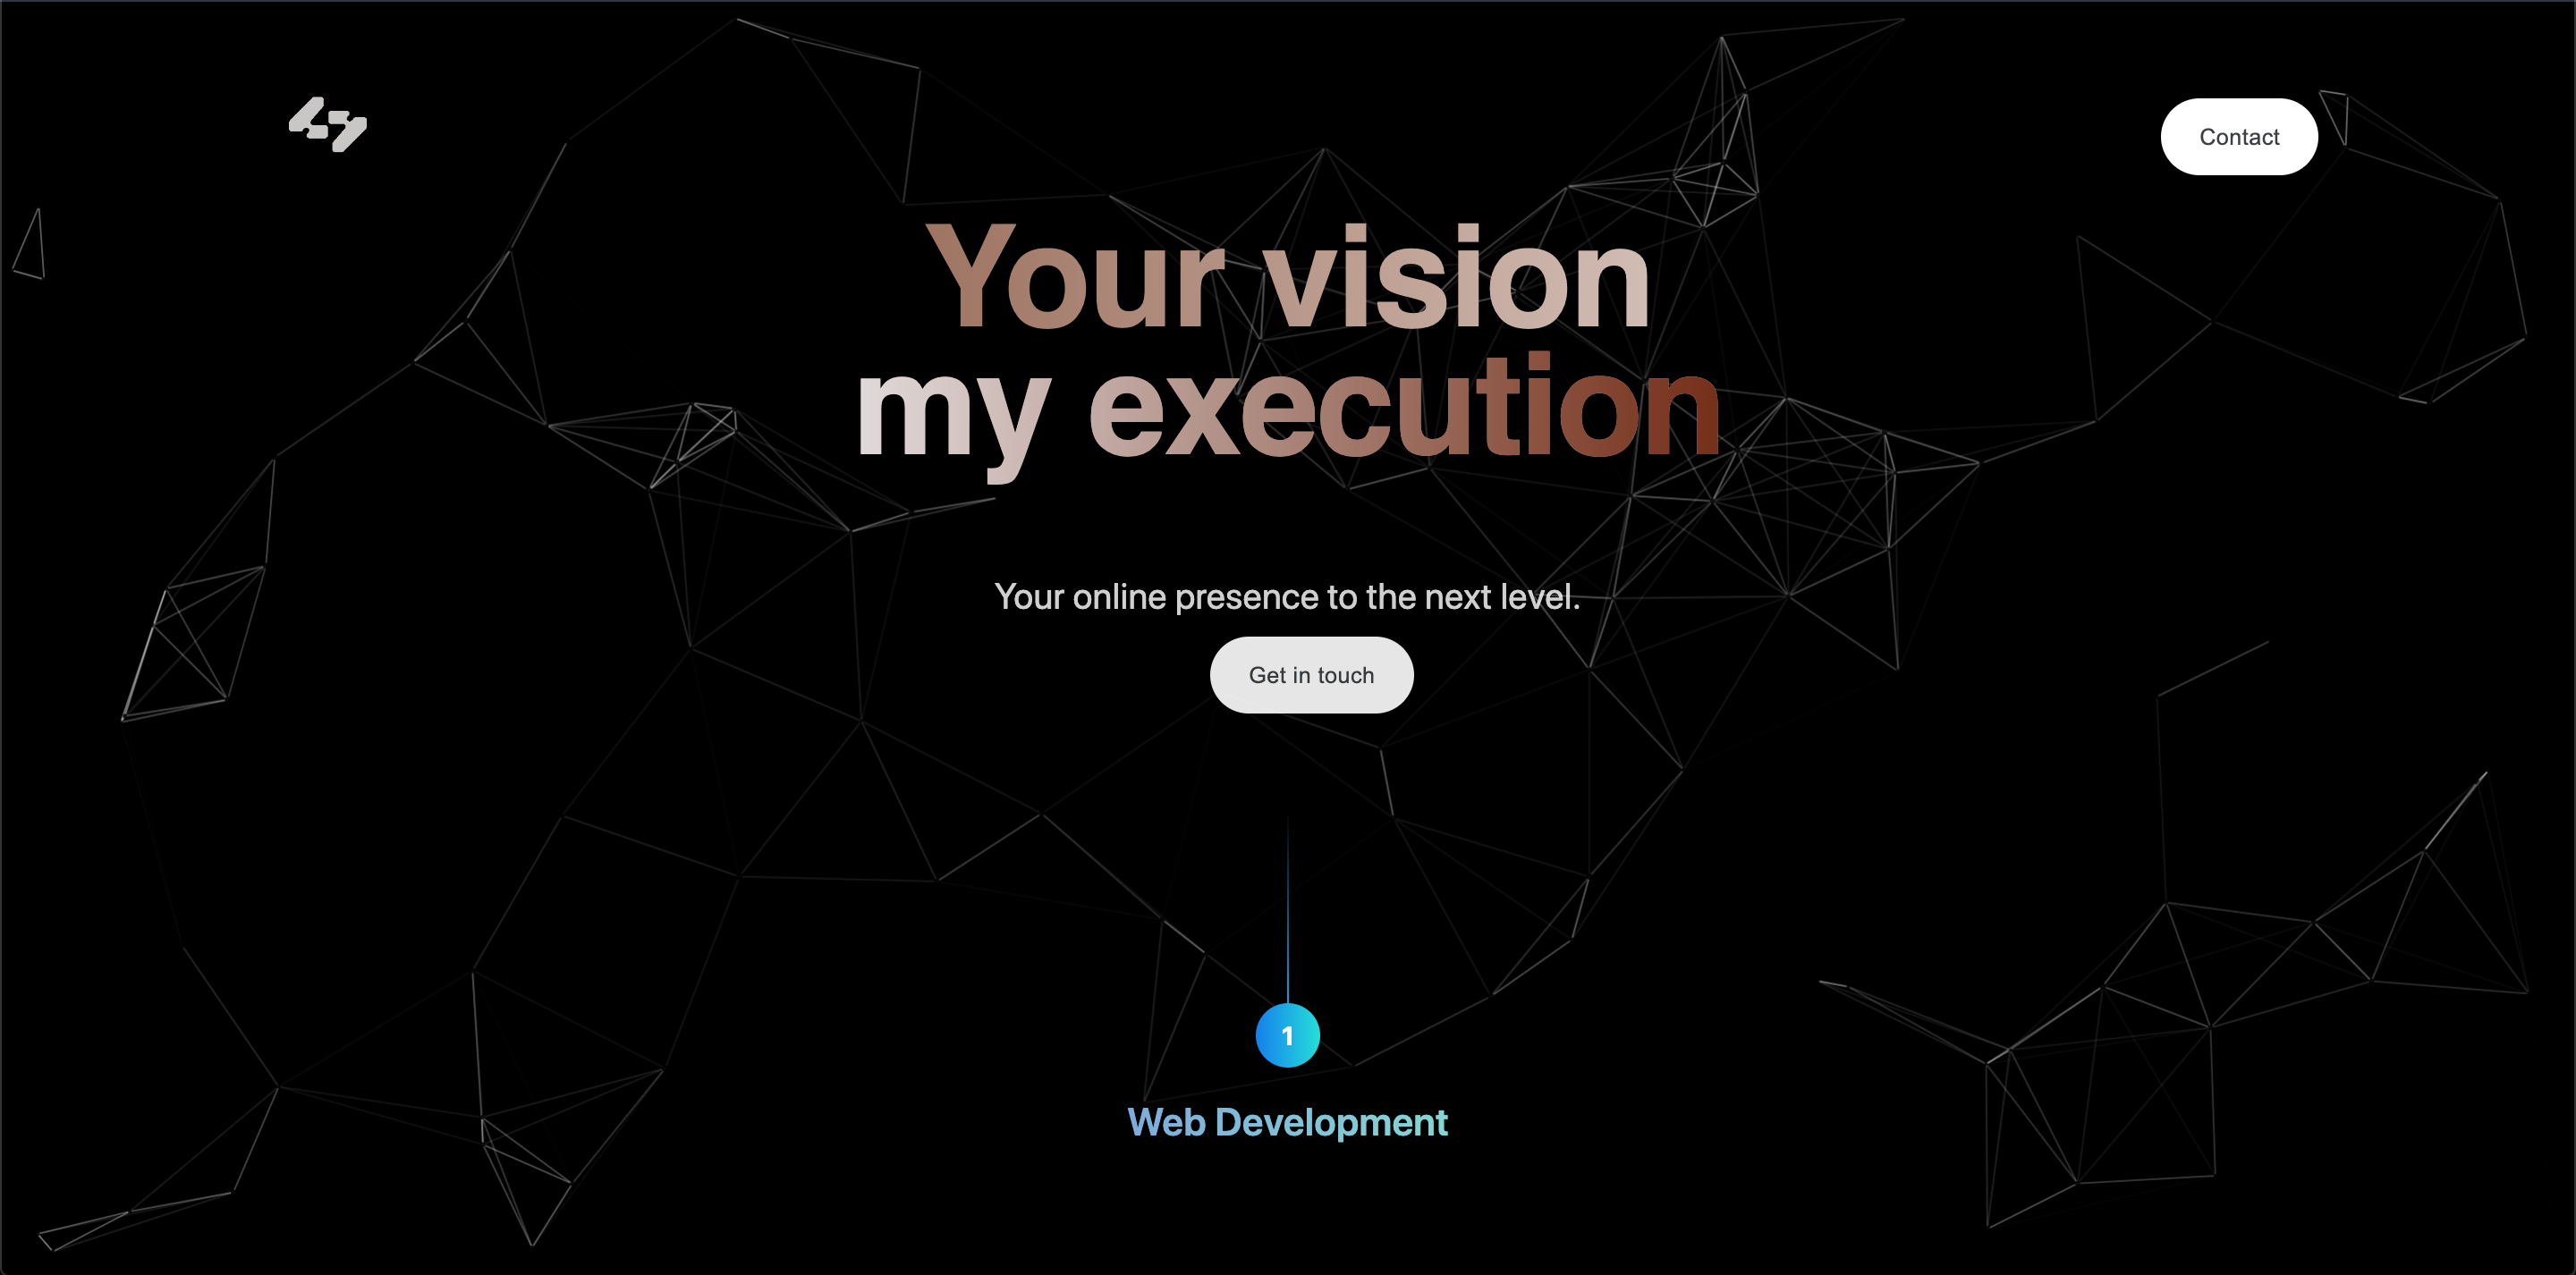 Contact
Your vision
my execution
Your online presence to the next level.
Get in touch
1
Web Development